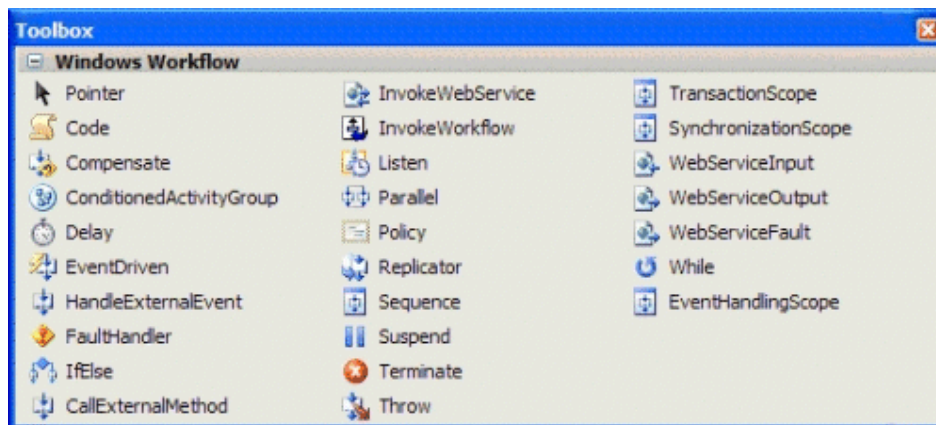 Toolbox
Windows Workflow
Pointer
Code
Compensate
ConditionedActivityGroup
Delay
EventDriven
HandleExternalEvent
FaultHandler
IfElse
CallExternalMethod
InvokeWebService
InvokeWorkflow
Listen
Parallel
Policy
Replicator
Sequence
Suspend
Terminate
Throw
TransactionScope
SynchronizationScope
WebServiceInput
WebServiceOutput
WebServiceFault
While
EventHandlingScope